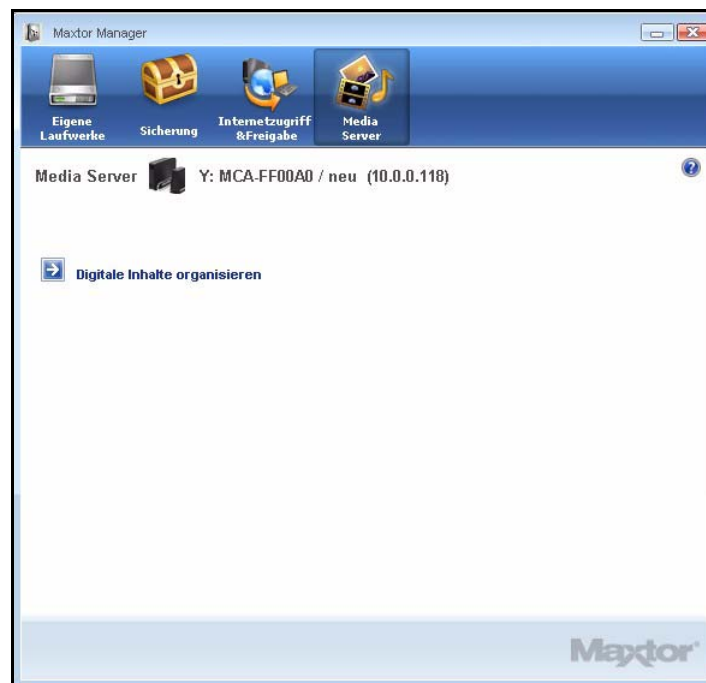 Maxtor Manager
Eigene
Laufwerke
Sicherung
Internetzugriff
&Freigabe
Media
Server
Media Server Y: MCA-FF00A0 / neu (10.0.0.118)
?
Digitale Inhalte organisieren
Maxtor